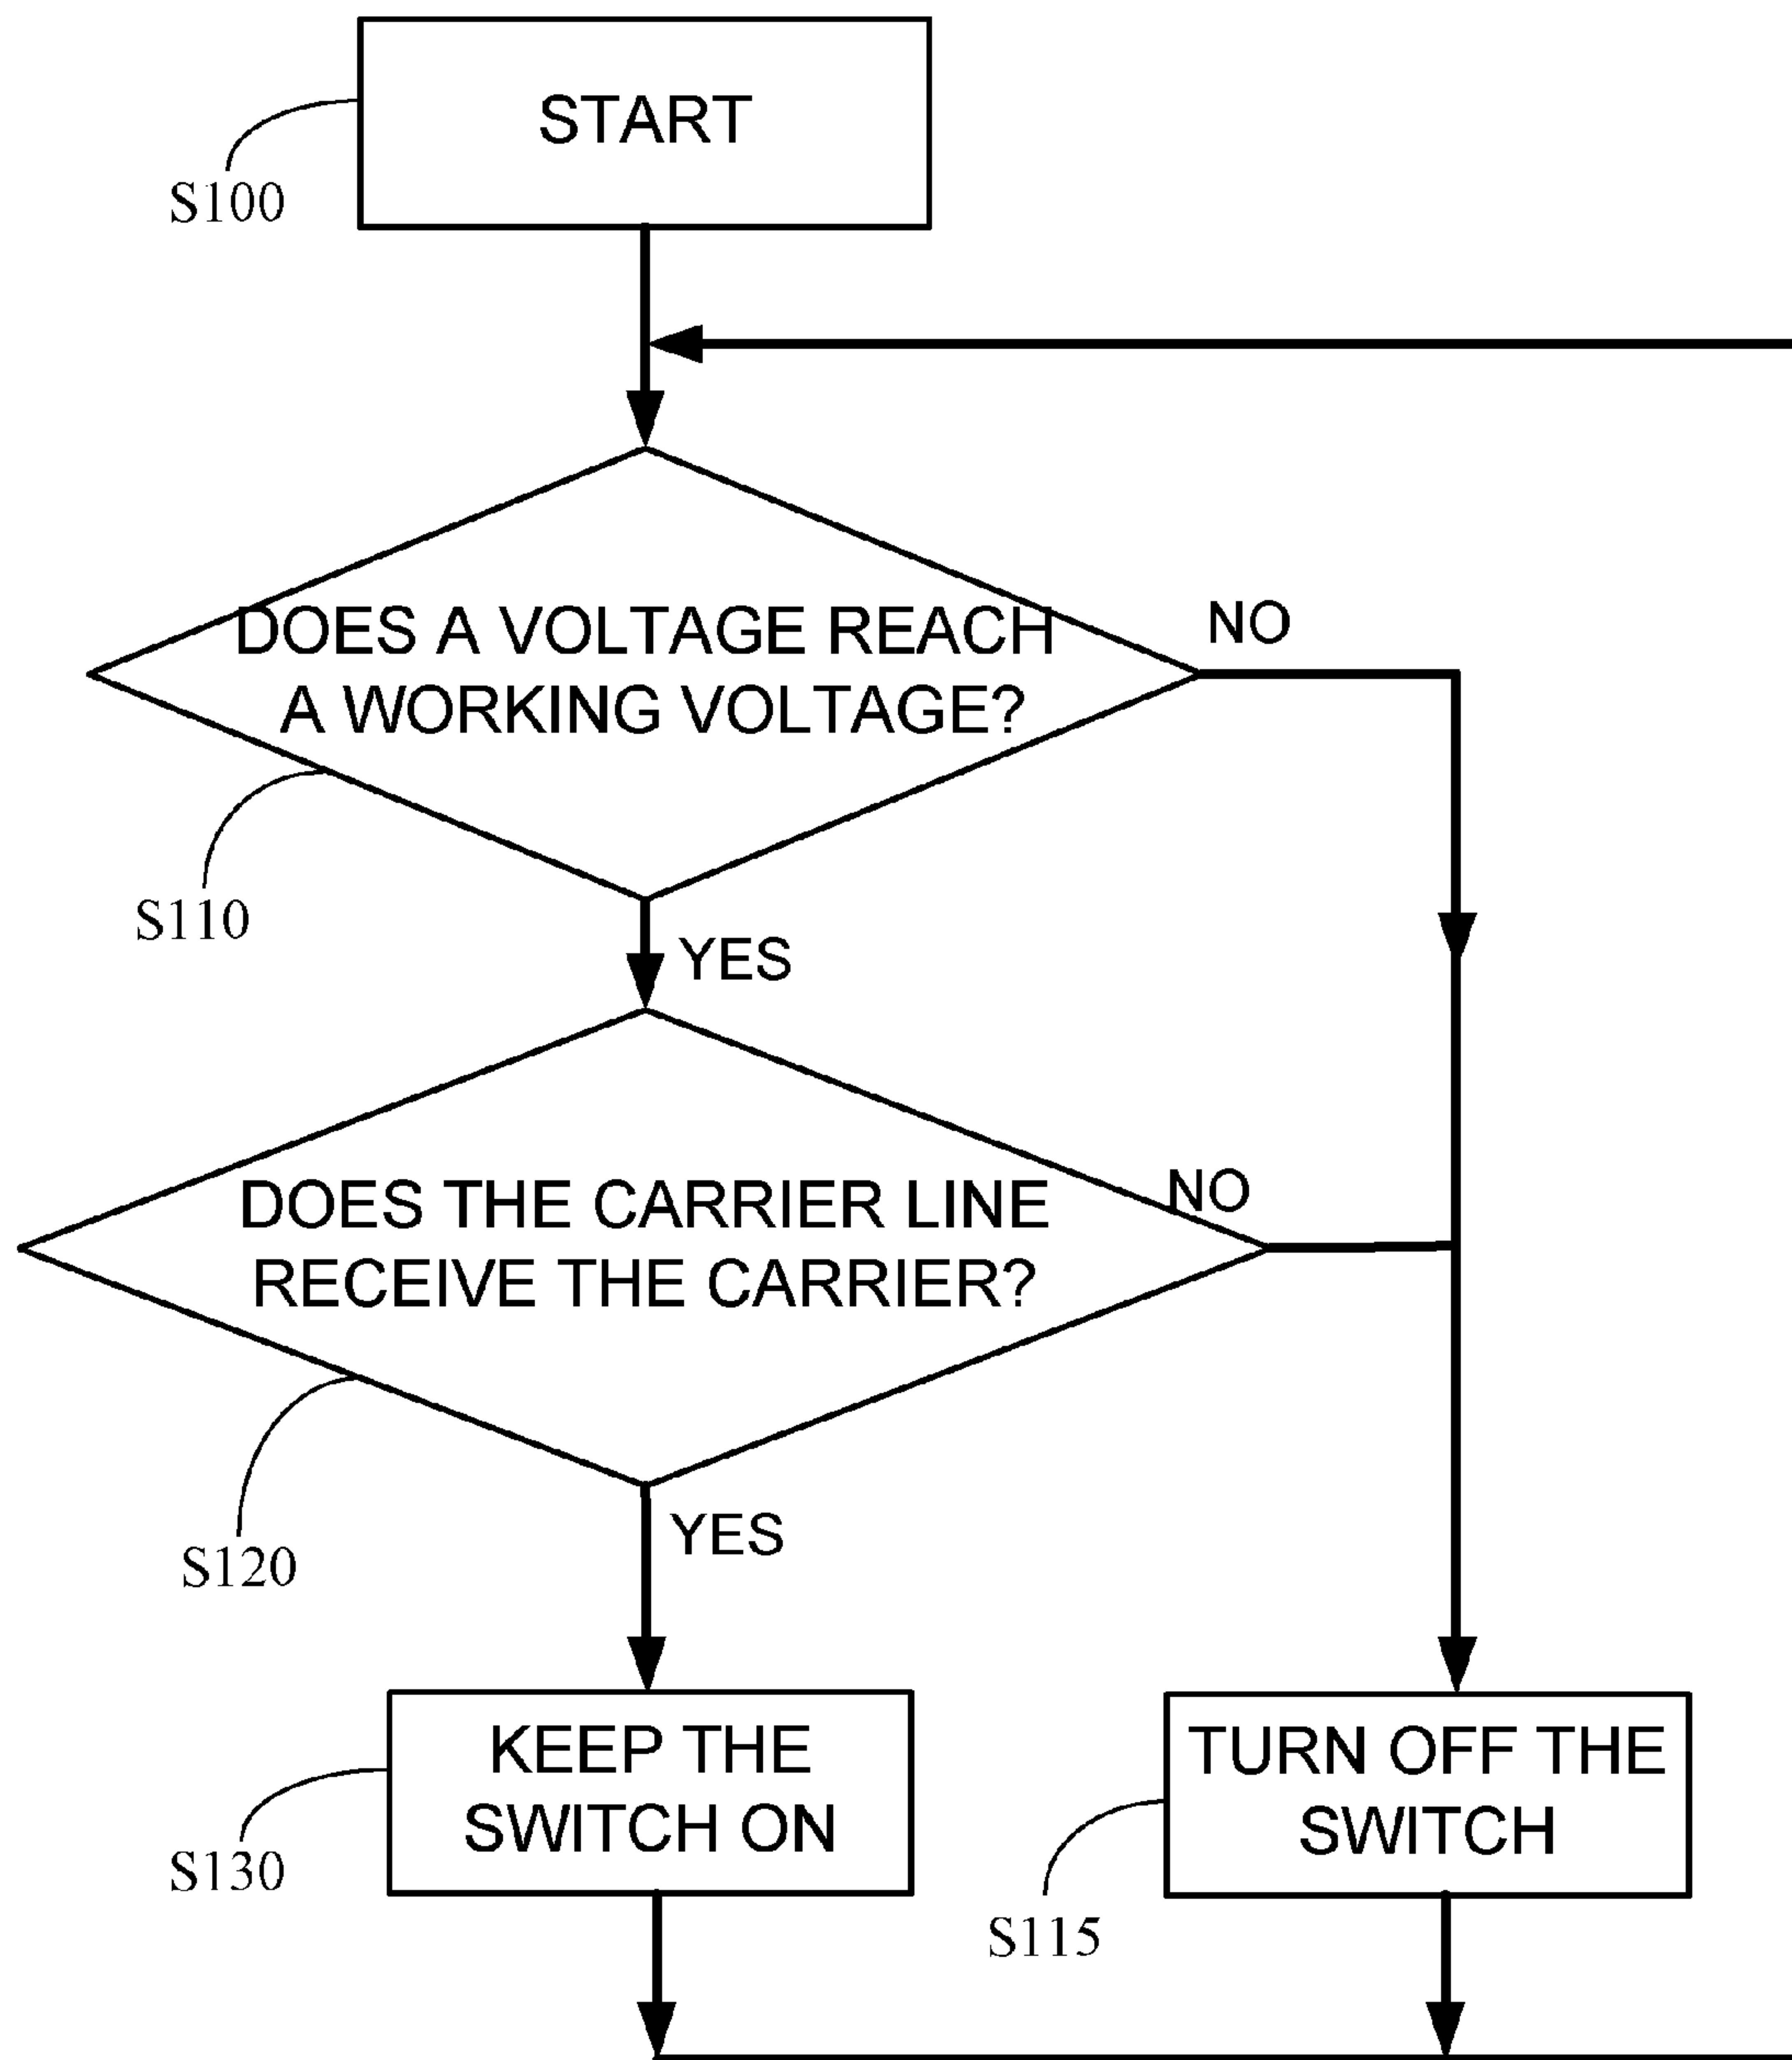 START
S100
DOES A VOLTAGE REACH
A WORKING VOLTAGE?
NO
S110
YES
DOES THE CARRIER LINE
RECEIVE THE CARRIER?
NO
S120
YES
KEEP THE
SWITCH ON
S130
TURN OFF THE
SWITCH
S115